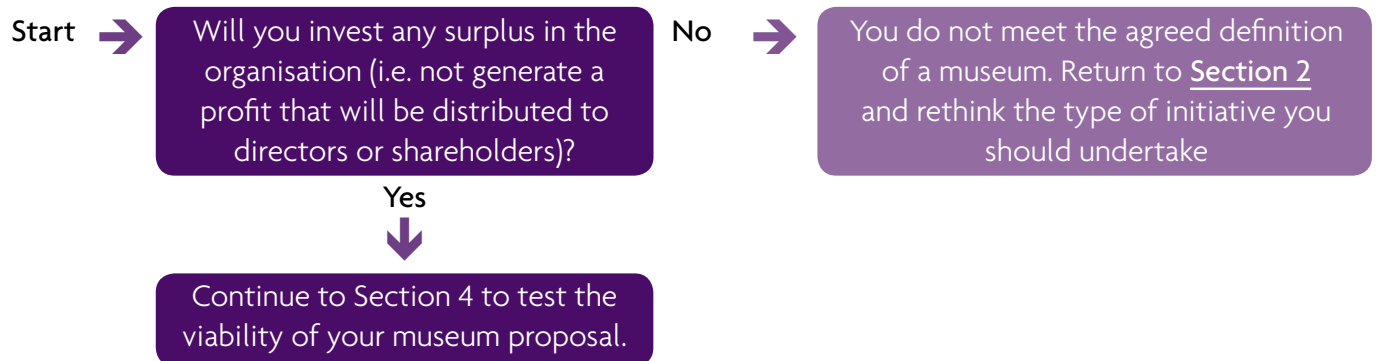 Start
Will you invest any surplus in the
organisation (i.e. not generate a
profit that will be distributed to
directors or shareholders)?
No
You do not meet the agreed definition
of a museum. Return to Section 2
and rethink the type of initiative you
should undertake
Yes
Continue to Section 4 to test the
viability of your museum proposal.